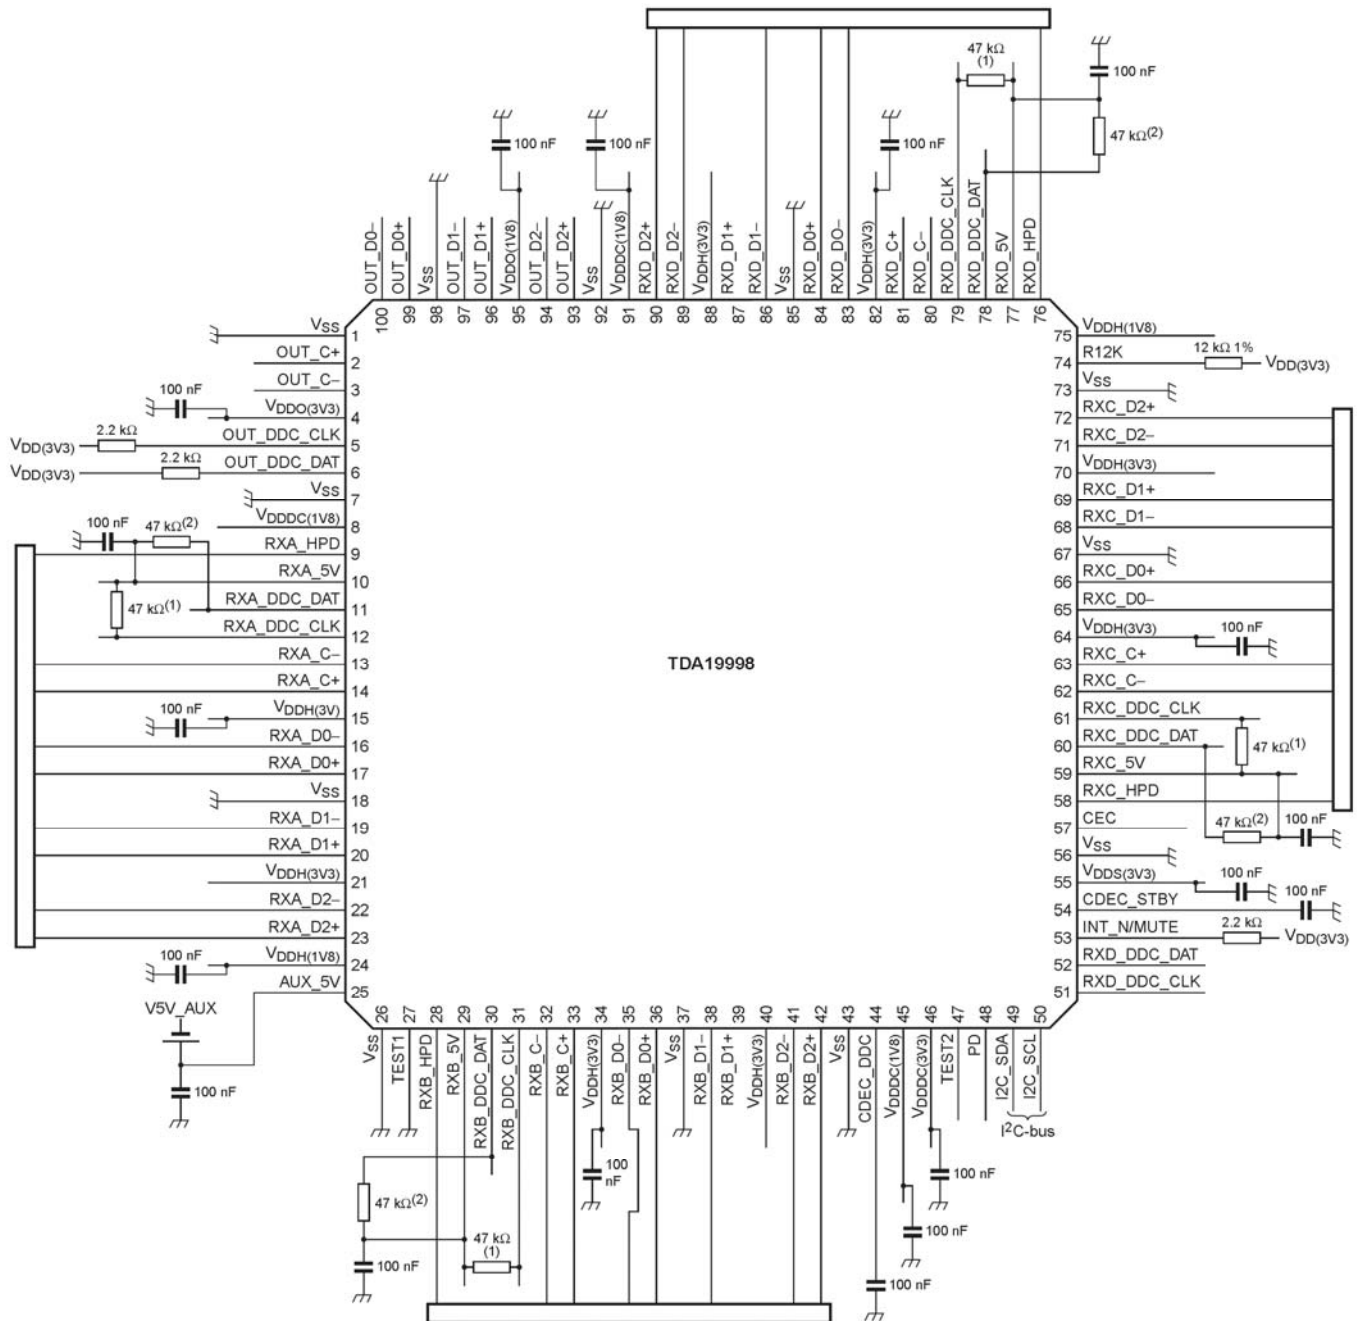 47 kΩ
(1)
100 nF
47 kΩ(2)
100 nF
100 nF
100 nF
OUT_D0−
OUT_D0+
VSS
OUT_D1−
OUT_D1+
VDDO(1V8)
OUT_D2−
OUT_D2+
VSS
VDDDC(1V8)
RXD_D2+
RXD_D2−
VDDH(3V3)
RXD_D1+
RXD_D1−
VSS
RXD_D0+
RXD_DO−
VDDH(3V3)
RXD_C+
RXD_C−
RXD_DDC_CLK
RXD_DDC_DAT
RXD_5V
RXD_HPD
100
99
98
97
96
95
94
93
92
91
90
89
88
87
86
85
84
83
82
81
80
79
78
77
76
VSS
1
OUT_C+
2
OUT_C−
3
100 nF
VDDO(3V3)
4
VDD(3V3)
2.2 kΩ
OUT_DDC_CLK
5
VDD(3V3)
2.2 kΩ
OUT_DDC_DAT
6
VSS
7
VDDDC(1V8)
8
100 nF
47 kΩ(2)
RXA_HPD
9
RXA_5V
10
47 kΩ(1)
RXA_DDC_DAT
11
RXA_DDC_CLK
12
RXA_C−
13
RXA_C+
14
100 nF
VDDH(3V)
15
RXA_D0−
16
RXA_D0+
17
VSS
18
RXA_D1−
19
RXA_D1+
20
VDDH(3V3)
21
RXA_D2−
22
RXA_D2+
23
100 nF
VDDH(1V8)
24
AUX_5V
25
V5V_AUX
100 nF
TDA19998
75
VDDH(1V8)
74
R12K
12 kΩ 1%
VDD(3V3)
73
VSS
72
RXC_D2+
71
RXC_D2−
70
VDDH(3V3)
69
RXC_D1+
68
RXC_D1−
67
VSS
66
RXC_D0+
65
RXC_D0−
64
VDDH(3V3)
100 nF
63
RXC_C+
62
RXC_C−
61
RXC_DDC_CLK
60
RXC_DDC_DAT
47 kΩ(1)
59
RXC_5V
58
RXC_HPD
57
CEC
47 kΩ(2)
100 nF
56
VSS
55
VDDS(3V3)
100 nF
54
CDEC_STBY
100 nF
53
INT_N/MUTE
2.2 kΩ
VDD(3V3)
52
RXD_DDC_DAT
51
RXD_DDC_CLK
26
27
28
29
30
31
32
33
34
35
36
37
38
39
40
41
42
43
44
45
46
47
48
49
50
VSS
TEST1
RXB_HPD
RXB_5V
RXB_DDC_DAT
RXB_DDC_CLK
RXB_C−
RXB_C+
VDDH(3V3)
RXB_D0−
RXB_D0+
VSS
RXB_D1−
RXB_D1+
VDDH(3V3)
RXB_D2−
RXB_D2+
VSS
CDEC_DDC
VDDDC(1V8)
VDDDC(3V3)
TEST2
PD
I2C_SDA
I2C_SCL
I2C-bus
100
nF
100 nF
47 kΩ(2)
100 nF
47 kΩ
(1)
100 nF
100 nF